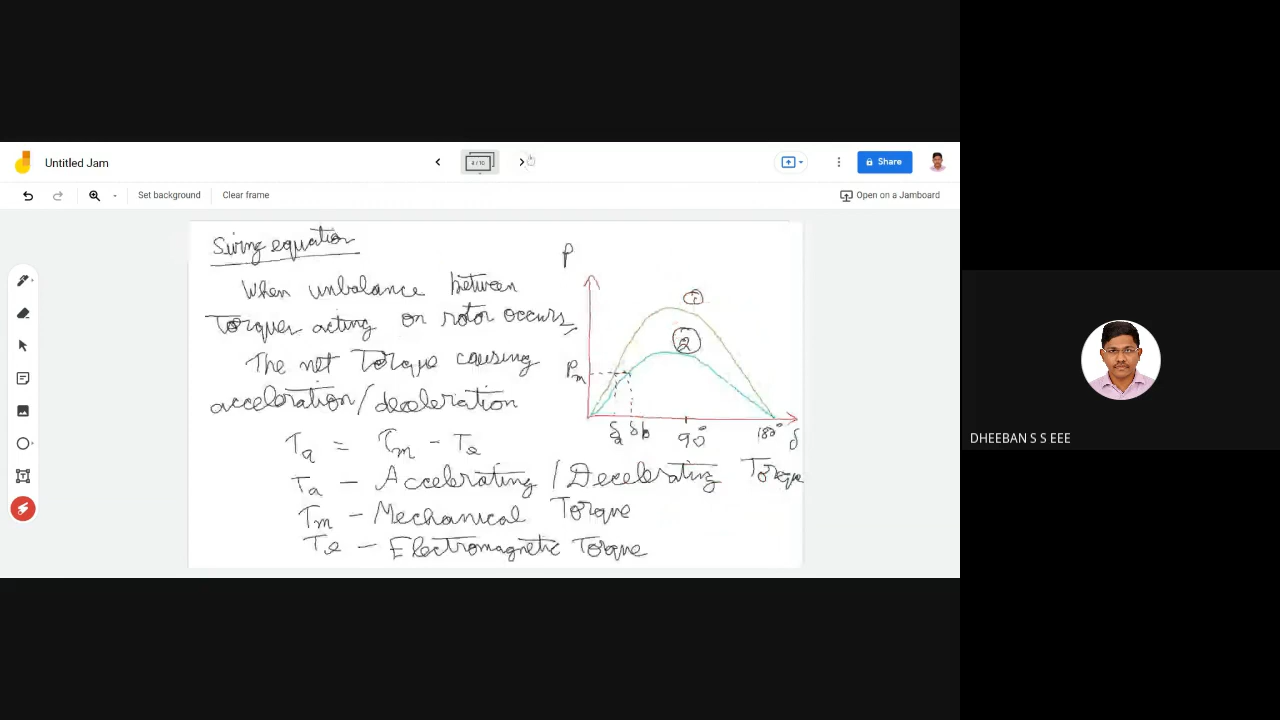 Untitled Jam
4 / 10
Share
Set background
Clear frame
Open on a Jamboard
Swing equation
When unbalance between
Torques acting on rotor occurs,
The net Torque causing
acceleration/deceleration
Ta = Tm - Te
Ta - Accelerating / Decelerating Torque
Tm - Mechanical Torque
Te - Electromagnetic Torque
P
1
2
Pm
δa δb 90° 180° δ
DHEEBAN S S EEE